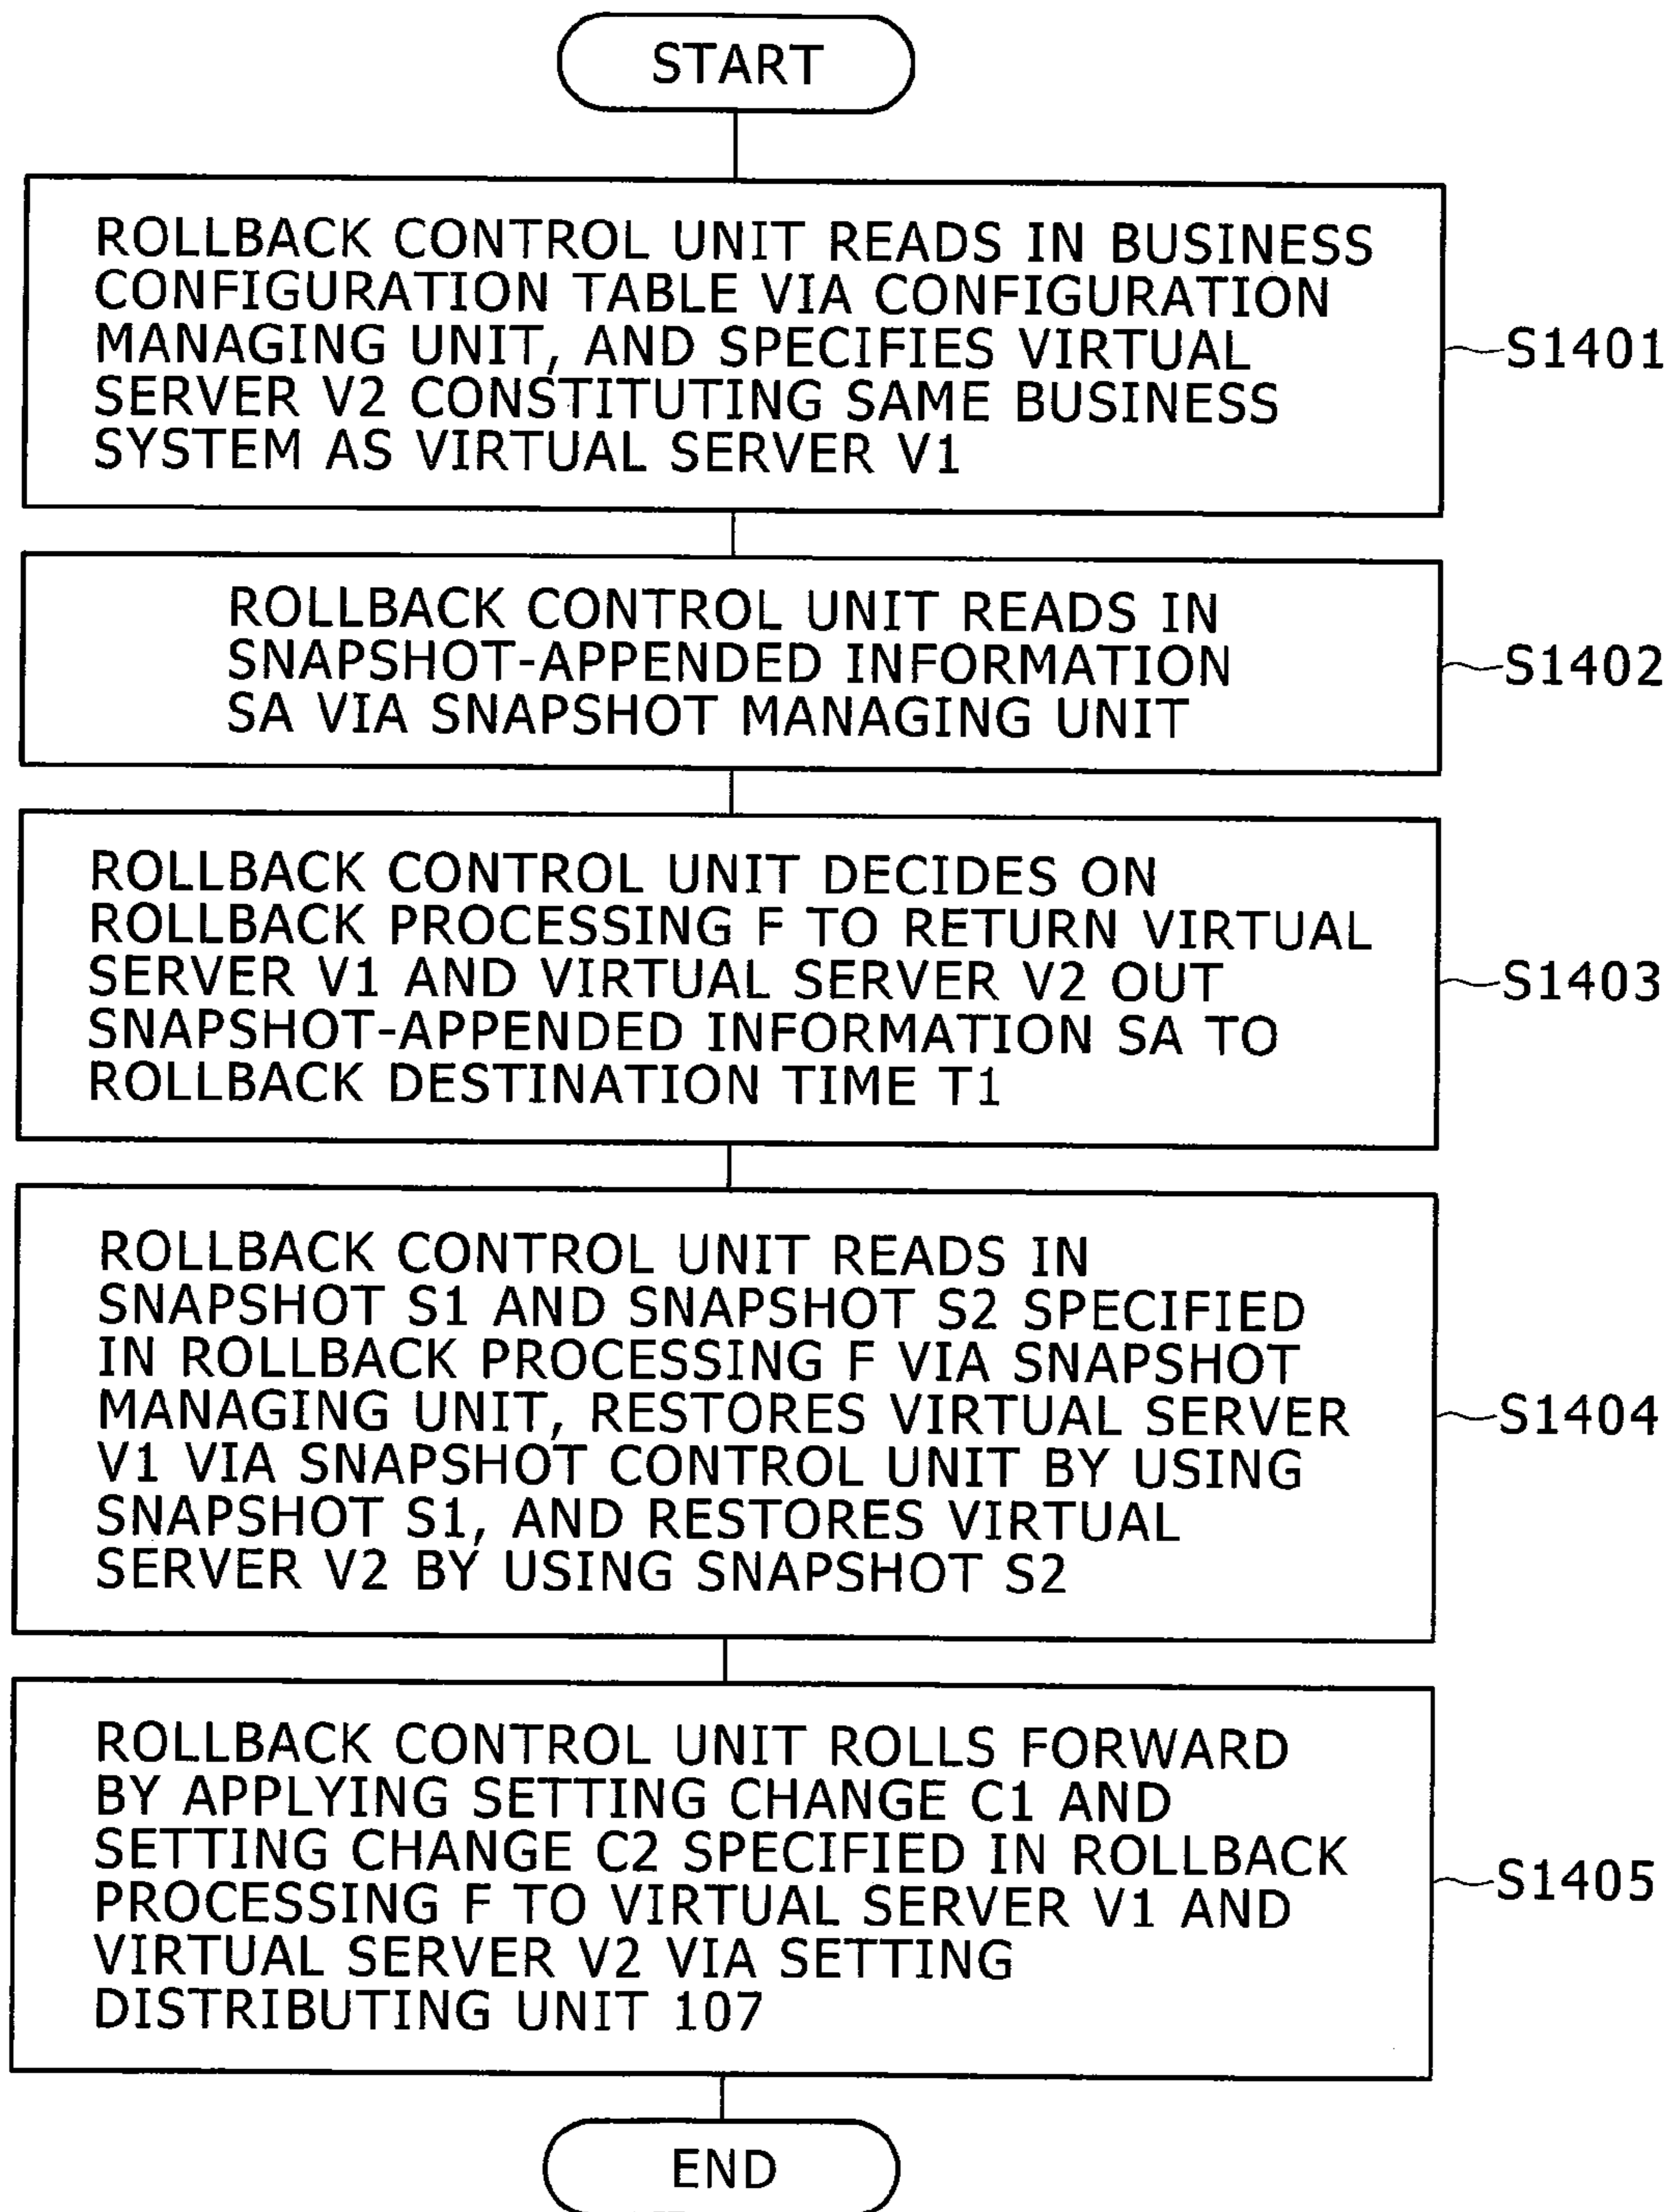 START
ROLLBACK CONTROL UNIT READS IN BUSINESS
CONFIGURATION TABLE VIA CONFIGURATION
MANAGING UNIT, AND SPECIFIES VIRTUAL
SERVER V2 CONSTITUTING SAME BUSINESS
SYSTEM AS VIRTUAL SERVER V1
S1401
ROLLBACK CONTROL UNIT READS IN
SNAPSHOT-APPENDED INFORMATION
SA VIA SNAPSHOT MANAGING UNIT
S1402
ROLLBACK CONTROL UNIT DECIDES ON
ROLLBACK PROCESSING F TO RETURN VIRTUAL
SERVER V1 AND VIRTUAL SERVER V2 OUT
SNAPSHOT-APPENDED INFORMATION SA TO
ROLLBACK DESTINATION TIME T1
S1403
ROLLBACK CONTROL UNIT READS IN
SNAPSHOT S1 AND SNAPSHOT S2 SPECIFIED
IN ROLLBACK PROCESSING F VIA SNAPSHOT
MANAGING UNIT, RESTORES VIRTUAL SERVER
V1 VIA SNAPSHOT CONTROL UNIT BY USING
SNAPSHOT S1, AND RESTORES VIRTUAL
SERVER V2 BY USING SNAPSHOT S2
S1404
ROLLBACK CONTROL UNIT ROLLS FORWARD
BY APPLYING SETTING CHANGE C1 AND
SETTING CHANGE C2 SPECIFIED IN ROLLBACK
PROCESSING F TO VIRTUAL SERVER V1 AND
VIRTUAL SERVER V2 VIA SETTING
DISTRIBUTING UNIT 107
S1405
END